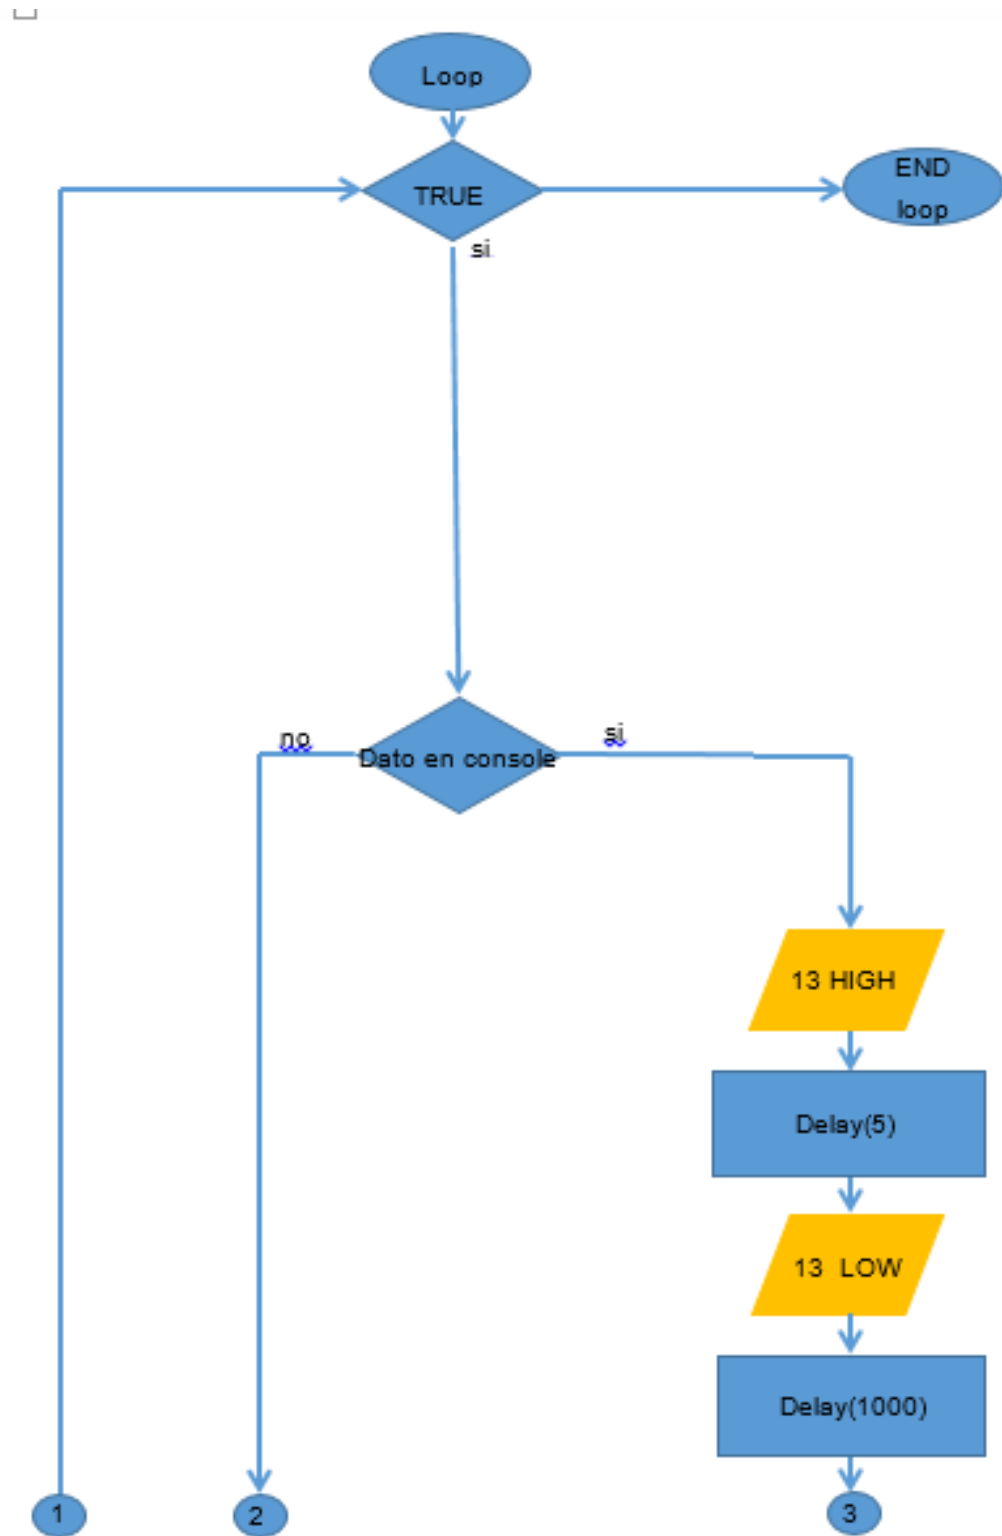 Loop
TRUE
END
loop
si
no
si
Dato en console
13 HIGH
Delay(5)
13 LOW
Delay(1000)
1
2
3